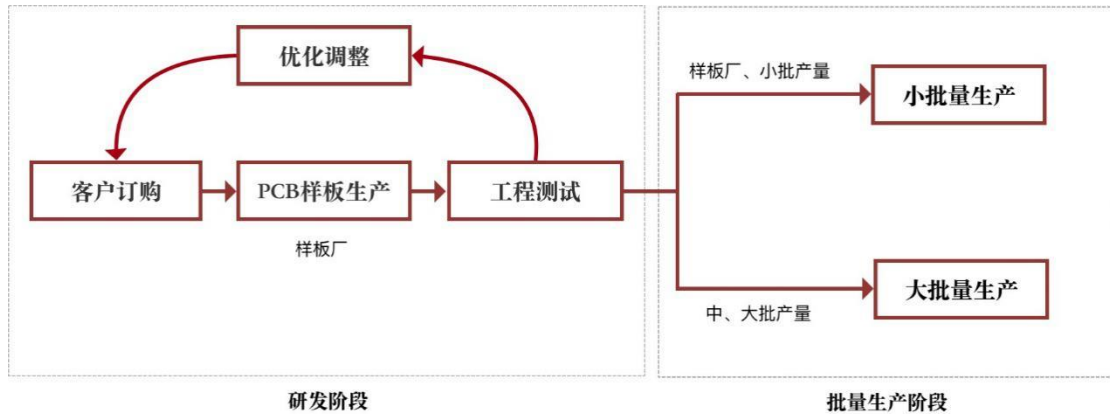 优化调整
样板厂、小批产量
小批量生产
客户订购
PCB样板生产
工程测试
样板厂
大批量生产
中、大批产量
研发阶段
批量生产阶段